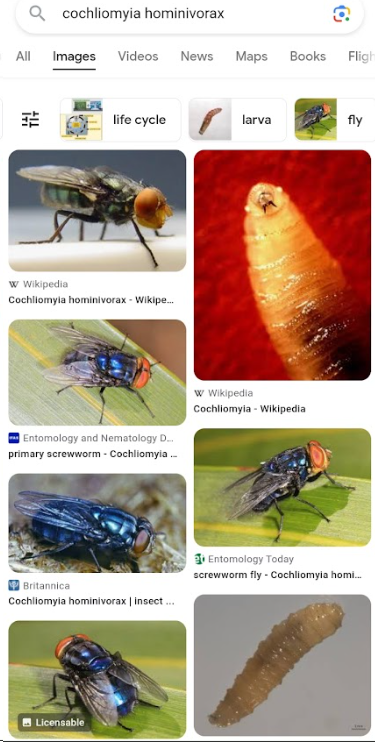 cochliomyia hominivorax
All Images Videos News Maps Books Fligh
life cycle larva fly
Wikipedia
Cochliomyia hominivorax - Wikipe...
Wikipedia
Cochliomyia - Wikipedia
Entomology and Nematology D...
primary screwworm - Cochliomyia ...
Entomology Today
screwworm fly - Cochliomyia homi...
Britannica
Cochliomyia hominivorax | insect ...
Licensable